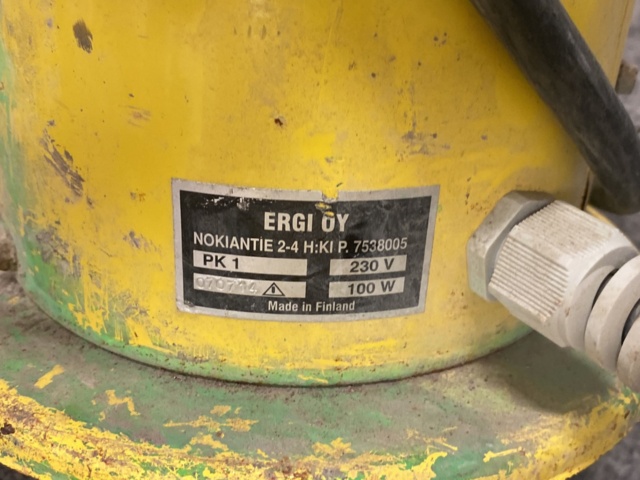 ERGI OY
NOKIANTIE 2-4 H:KI P. 7538005
PK 1 230 V
100 W
Made in Finland